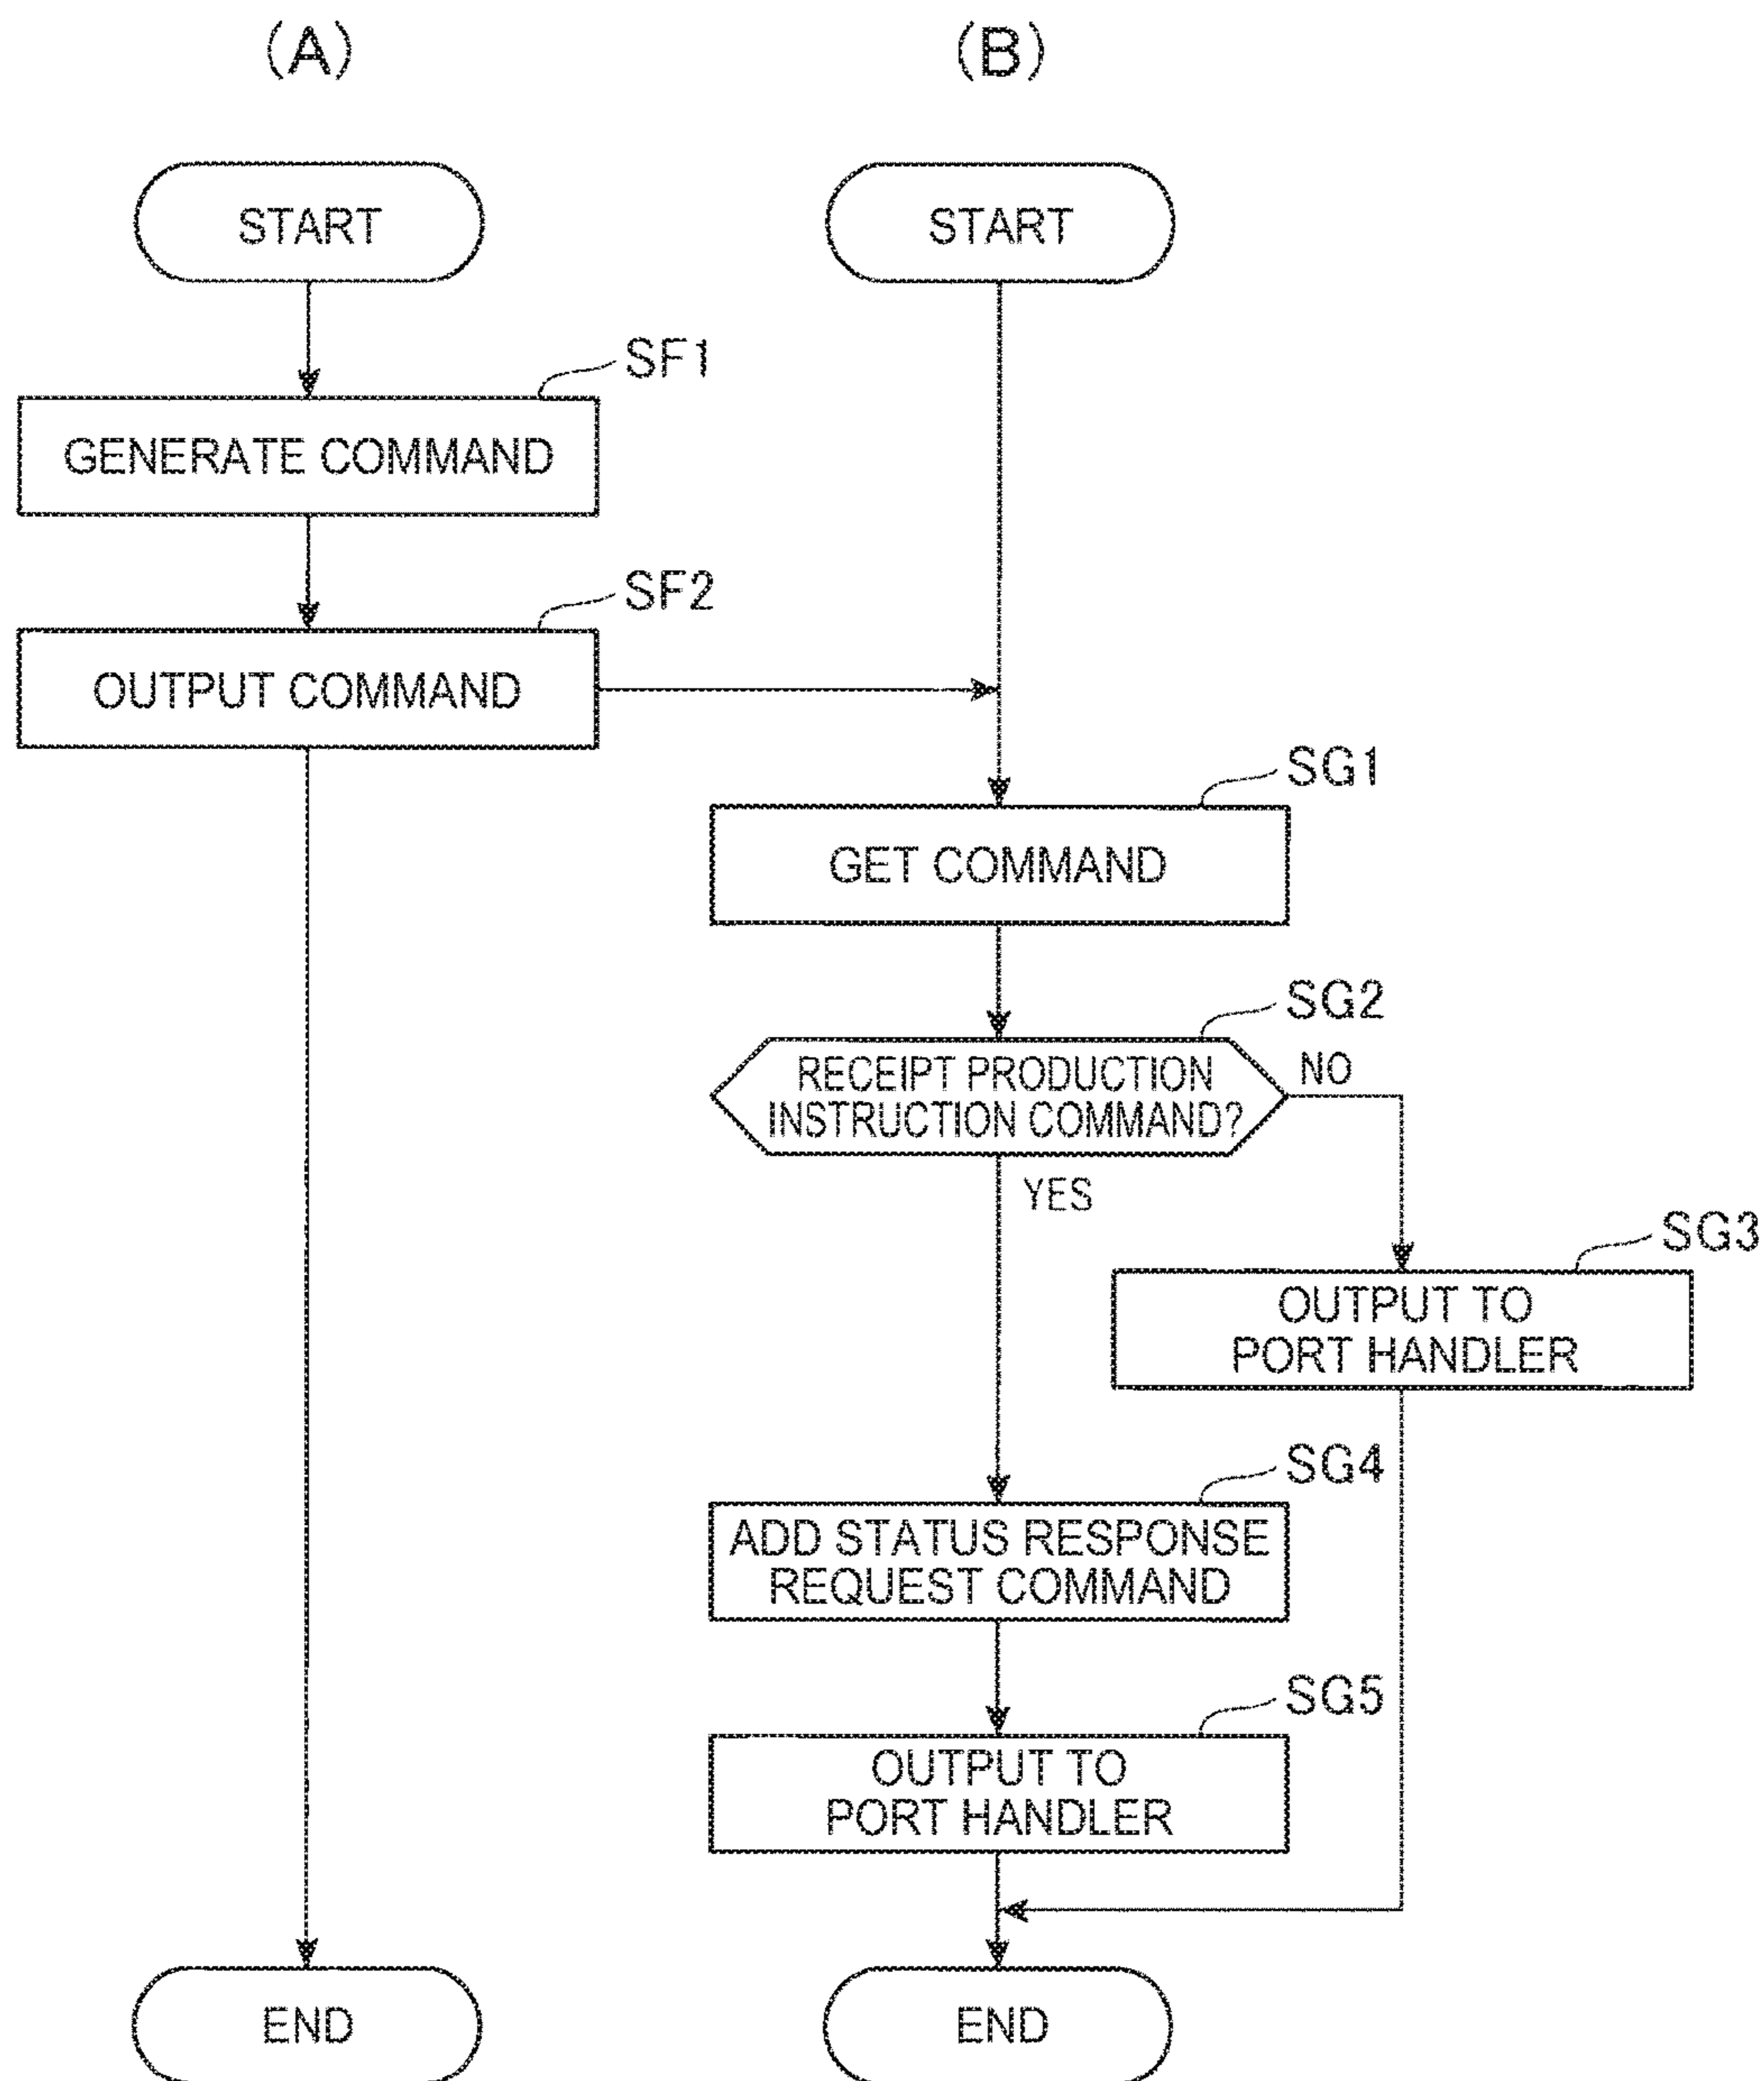 (A)
START
SF1
GENERATE COMMAND
SF2
OUTPUT COMMAND
END
(B)
START
SG1
GET COMMAND
SG2
RECEIPT PRODUCTION
INSTRUCTION COMMAND?
NO
YES
SG3
OUTPUT TO
PORT HANDLER
SG4
ADD STATUS RESPONSE
REQUEST COMMAND
SG5
OUTPUT TO
PORT HANDLER
END